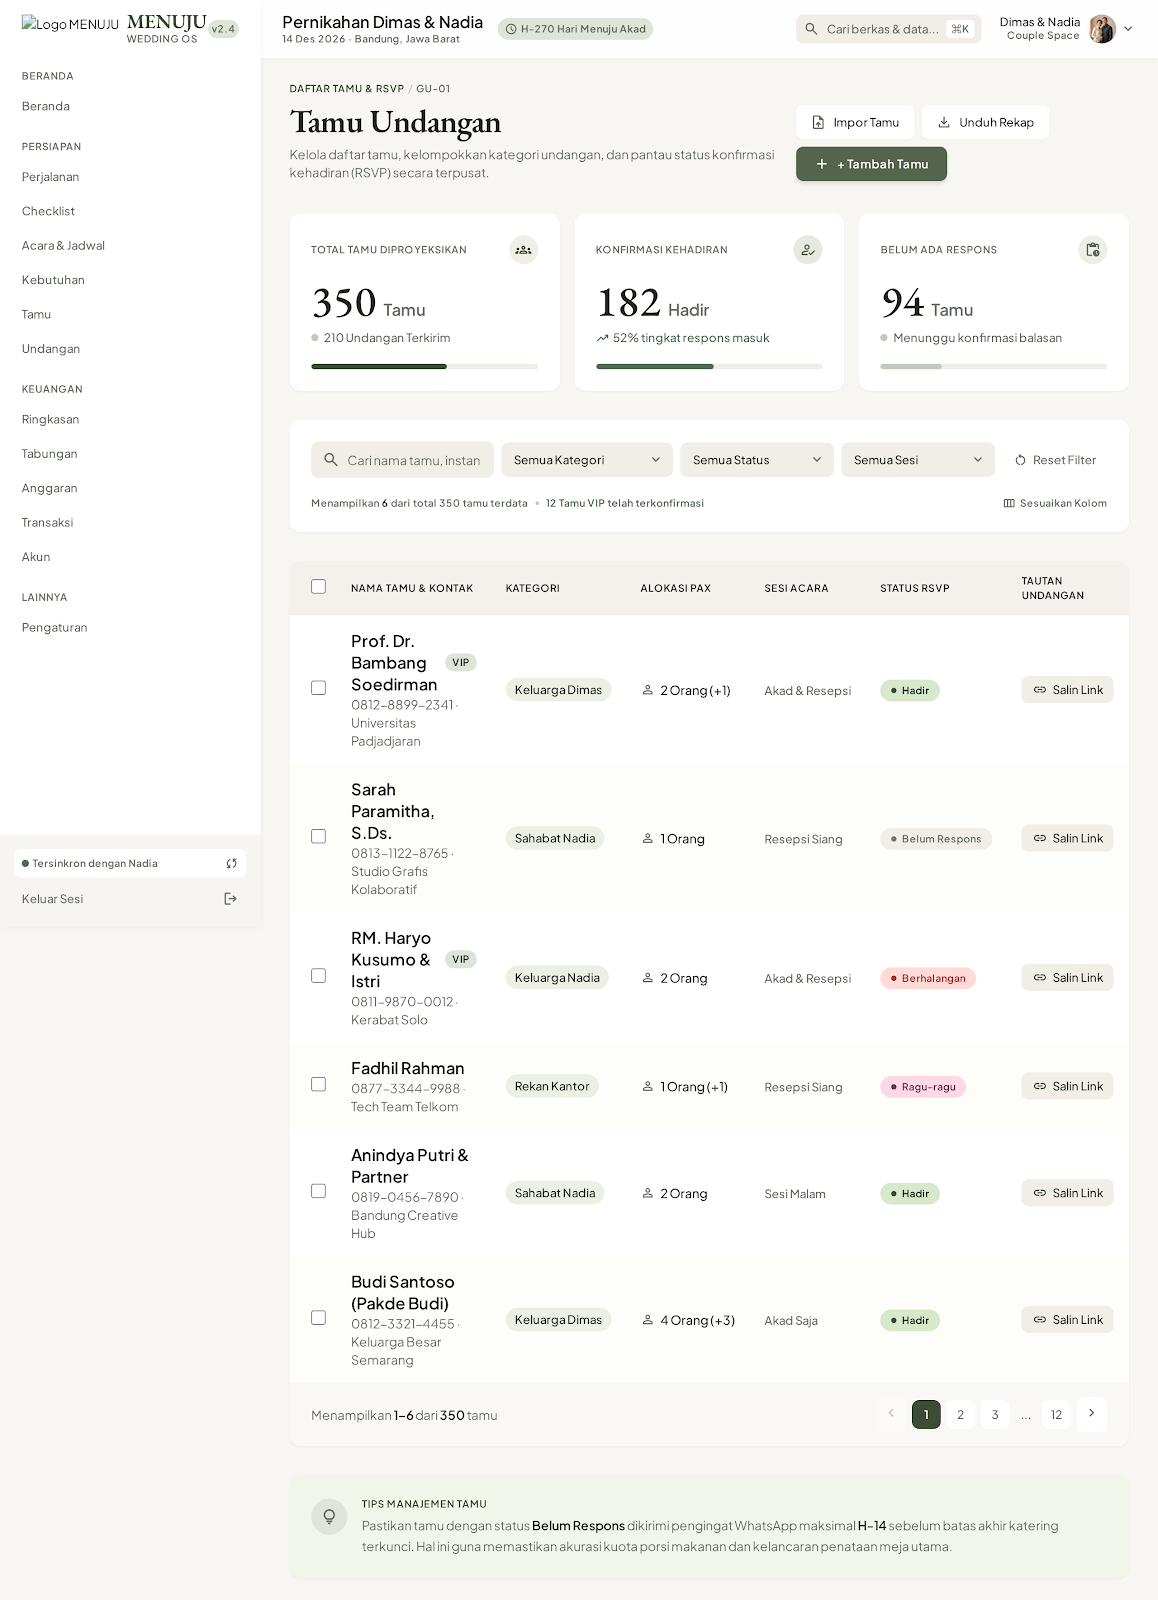 Logo MENUJU
MENUJU
WEDDING OS
v2.4
BERANDA
Beranda
PERSIAPAN
Perjalanan
Checklist
Acara & Jadwal
Kebutuhan
Tamu
Undangan
KEUANGAN
Ringkasan
Tabungan
Anggaran
Transaksi
Akun
LAINNYA
Pengaturan
Tersinkron dengan Nadia
Keluar Sesi
Pernikahan Dimas & Nadia
14 Des 2026 · Bandung, Jawa Barat
H-270 Hari Menuju Akad
Cari berkas & data...
⌘K
Dimas & Nadia
Couple Space
DAFTAR TAMU & RSVP / GU-01
Tamu Undangan
Kelola daftar tamu, kelompokkan kategori undangan, dan pantau status konfirmasi
kehadiran (RSVP) secara terpusat.
Impor Tamu
Unduh Rekap
+ Tambah Tamu
TOTAL TAMU DIPROYEKSIKAN
350 Tamu
210 Undangan Terkirim
KONFIRMASI KEHADIRAN
182 Hadir
52% tingkat respons masuk
BELUM ADA RESPONS
94 Tamu
Menunggu konfirmasi balasan
Cari nama tamu, instan
Semua Kategori
Semua Status
Semua Sesi
Reset Filter
Menampilkan 6 dari total 350 tamu terdata
12 Tamu VIP telah terkonfirmasi
Sesuaikan Kolom
NAMA TAMU & KONTAK
KATEGORI
ALOKASI PAX
SESI ACARA
STATUS RSVP
TAUTAN
UNDANGAN
Prof. Dr.
Bambang
Soedirman
VIP
0812-8899-2341 ·
Universitas
Padjadjaran
Keluarga Dimas
2 Orang (+1)
Akad & Resepsi
Hadir
Salin Link
Sarah
Paramitha,
S.Ds.
0813-1122-8765 ·
Studio Grafis
Kolaboratif
Sahabat Nadia
1 Orang
Resepsi Siang
Belum Respons
Salin Link
RM. Haryo
Kusumo &
Istri
VIP
0811-9870-0012 ·
Kerabat Solo
Keluarga Nadia
2 Orang
Akad & Resepsi
Berhalangan
Salin Link
Fadhil Rahman
0877-3344-9988 ·
Tech Team Telkom
Rekan Kantor
1 Orang (+1)
Resepsi Siang
Ragu-ragu
Salin Link
Anindya Putri &
Partner
0819-0456-7890 ·
Bandung Creative
Hub
Sahabat Nadia
2 Orang
Sesi Malam
Hadir
Salin Link
Budi Santoso
(Pakde Budi)
0812-3321-4455 ·
Keluarga Besar
Semarang
Keluarga Dimas
4 Orang (+3)
Akad Saja
Hadir
Salin Link
Menampilkan 1-6 dari 350 tamu
1 2 3 ... 12
TIPS MANAJEMEN TAMU
Pastikan tamu dengan status Belum Respons dikirimi pengingat WhatsApp maksimal H-14 sebelum batas akhir katering
terkunci. Hal ini guna memastikan akurasi kuota porsi makanan dan kelancaran penataan meja utama.